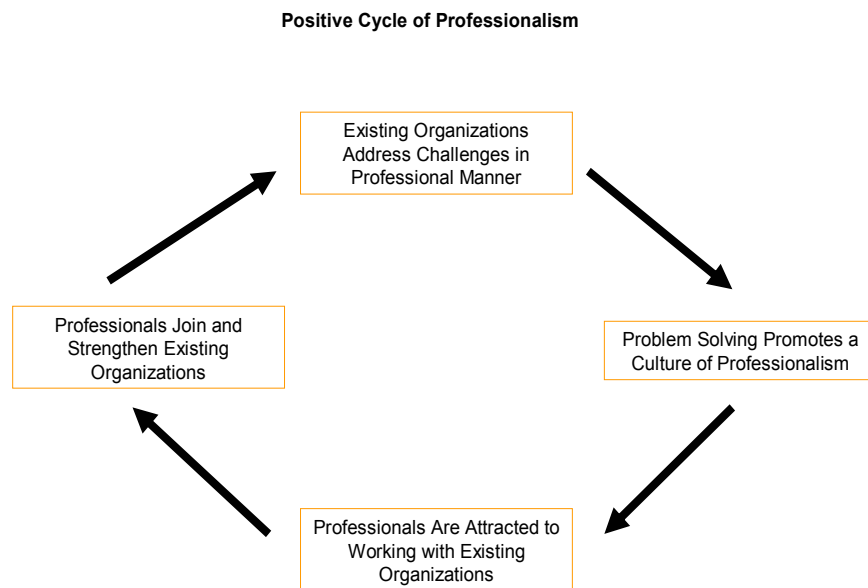 Positive Cycle of Professionalism
Existing Organizations
Address Challenges in
Professional Manner
Problem Solving Promotes a
Culture of Professionalism
Professionals Are Attracted to
Working with Existing
Organizations
Professionals Join and
Strengthen Existing
Organizations